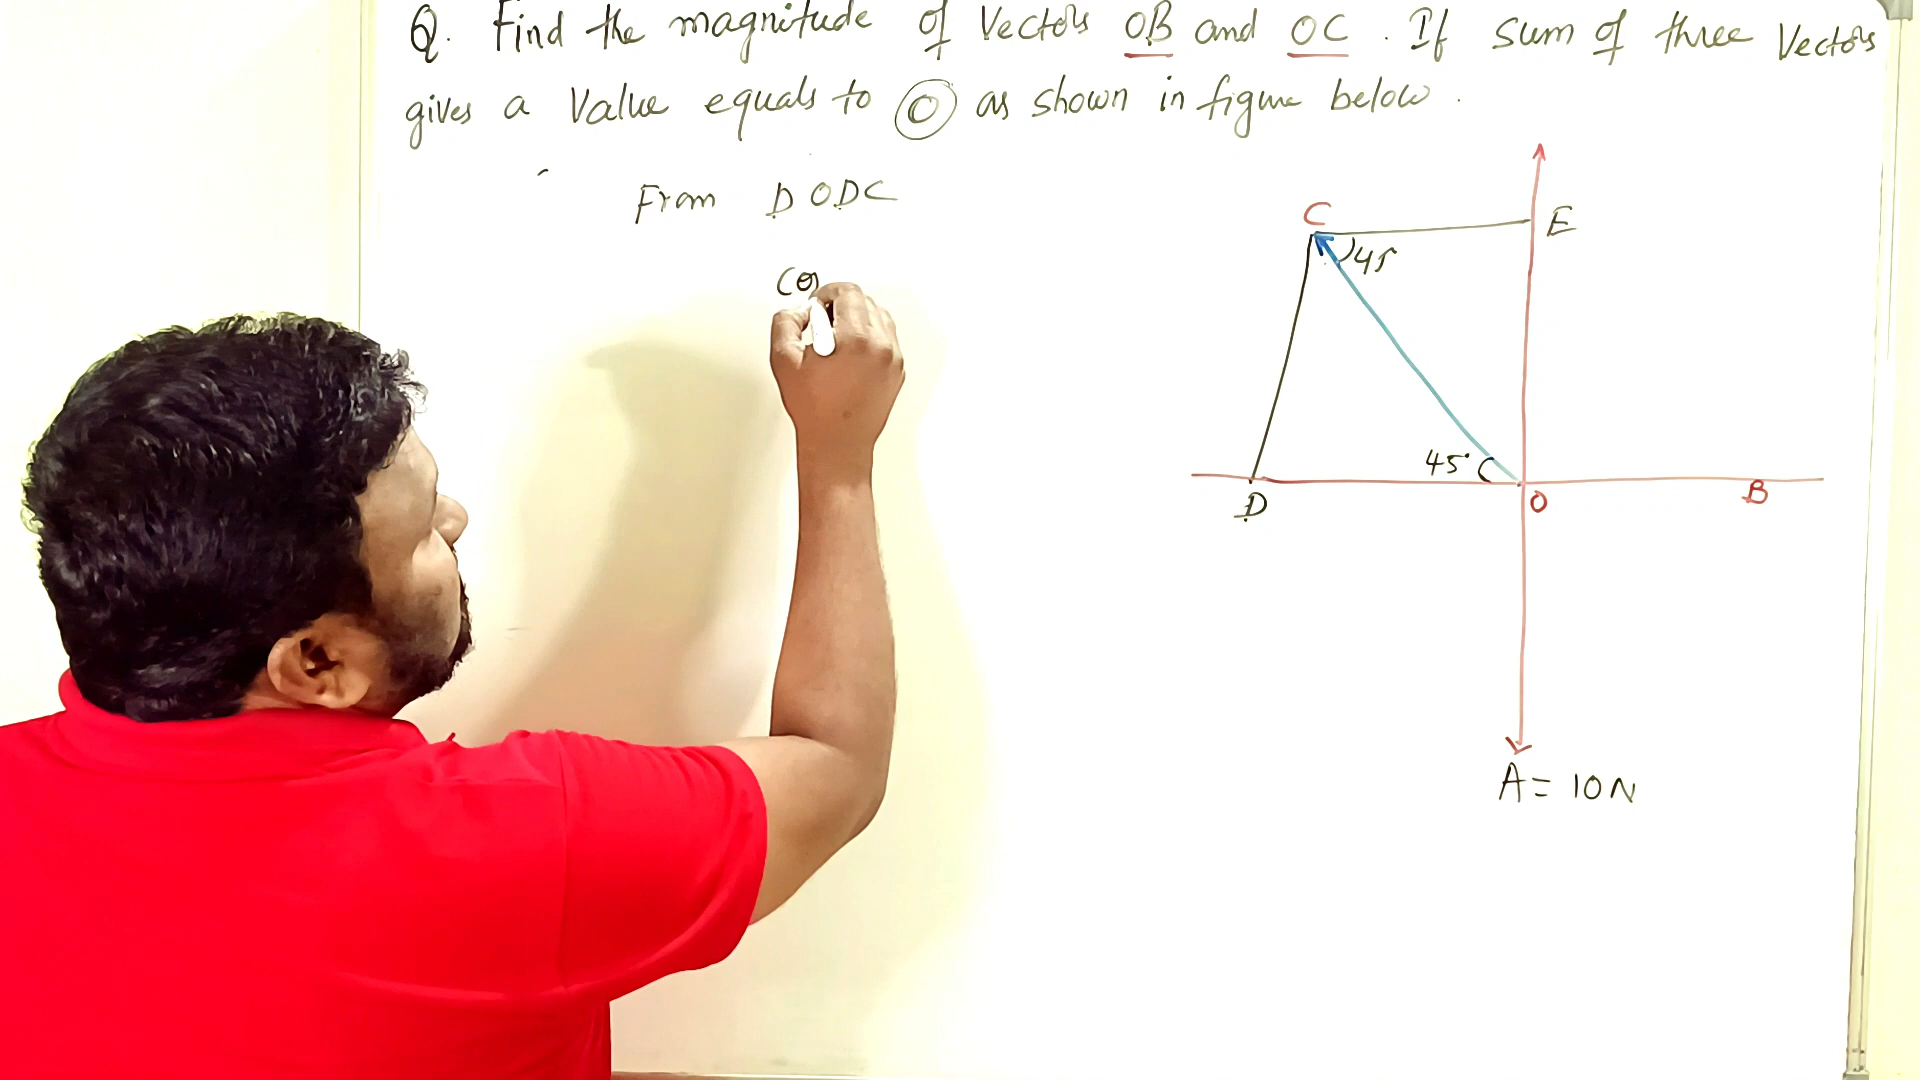 Q. Find the magnitude of Vectors OB and OC. If sum of three Vectors
gives a Value equals to O as shown in figure below.
From D ODC
Cos
C
E
45
45°
D
O
B
A = 10N